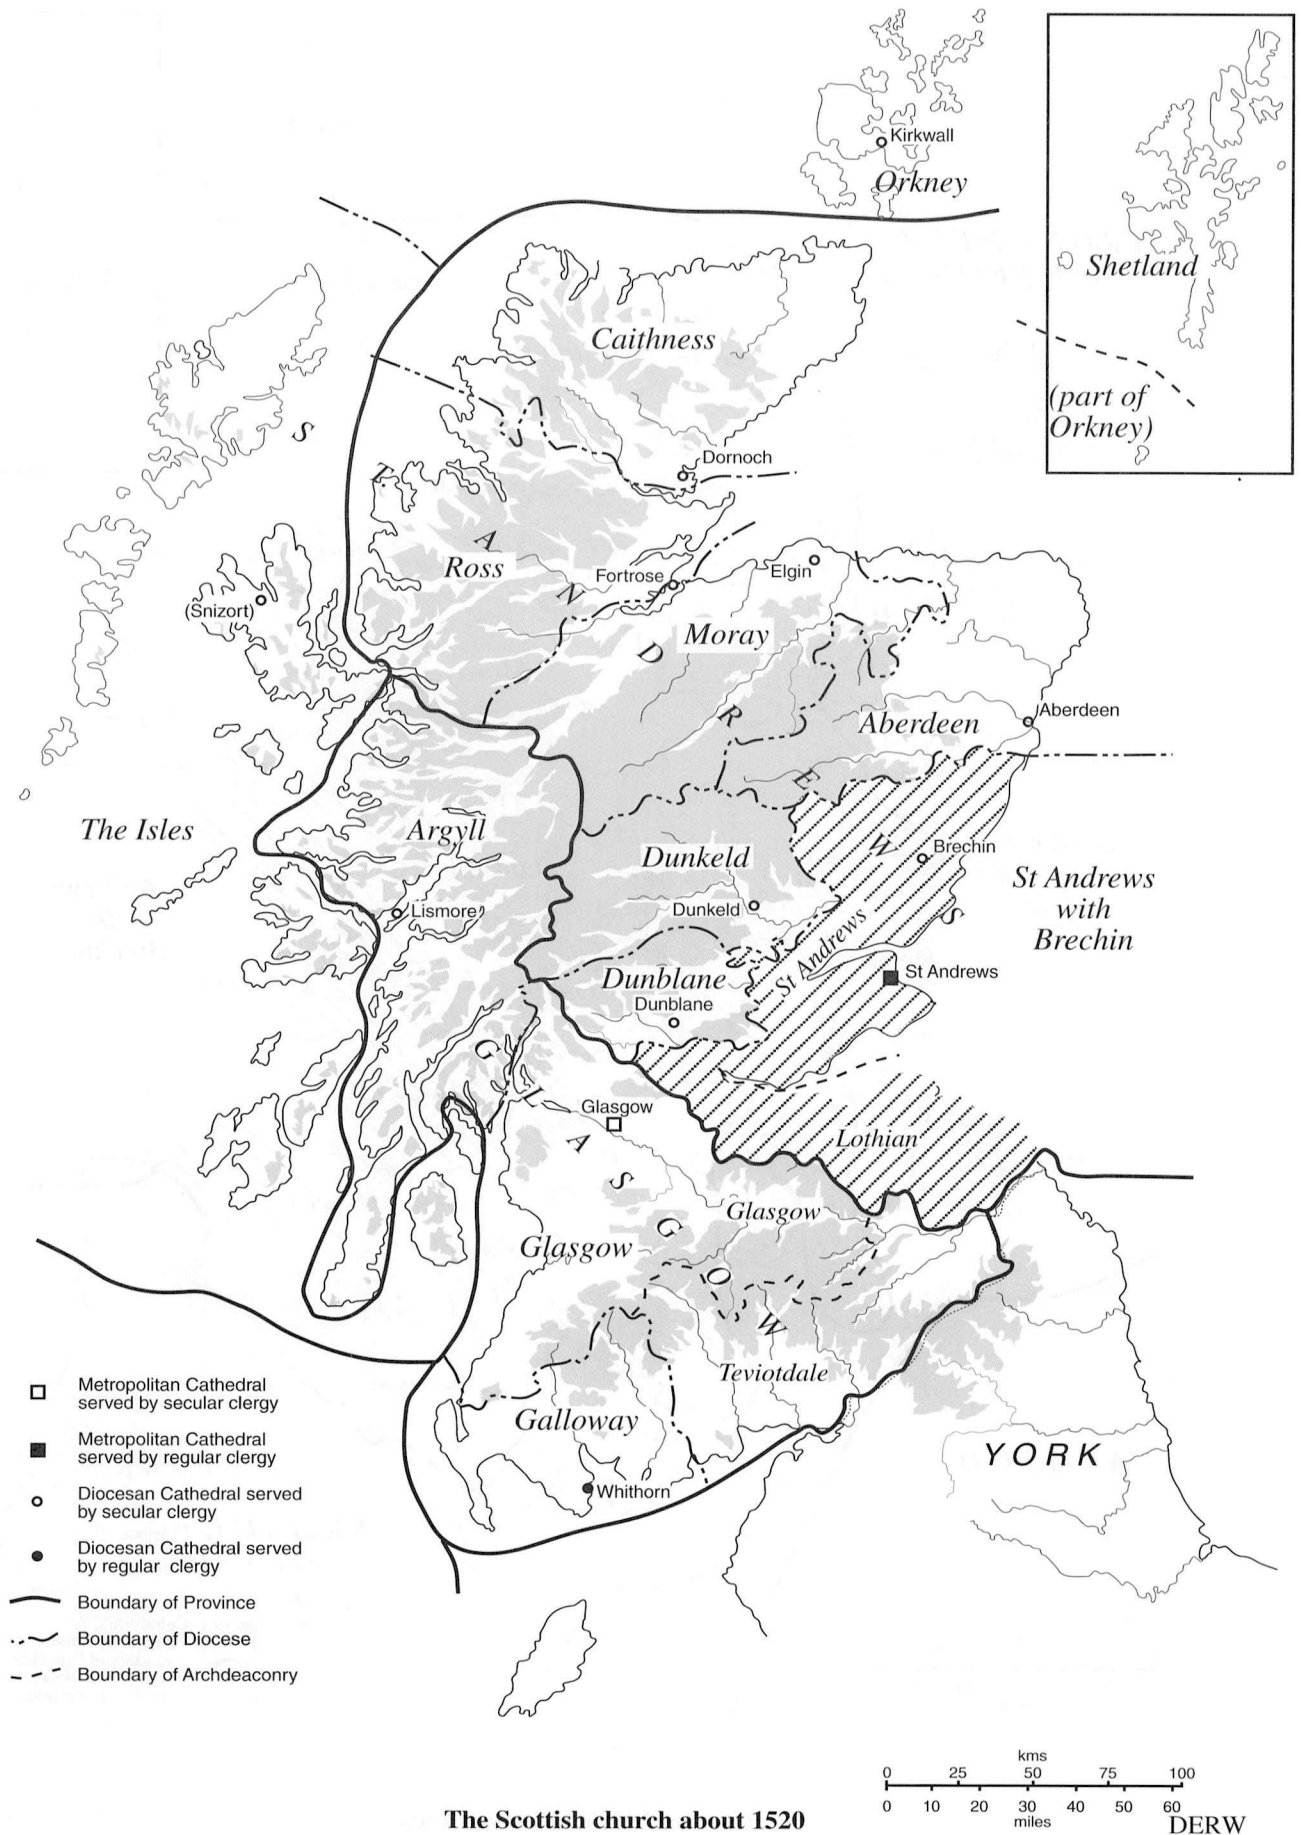 Kirkwall
Orkney
Shetland
(part of
Orkney)
Caithness
Dornoch
ST. ANDREWS
Ross
Fortrose
Elgin
(Snizort)
Moray
Aberdeen
Aberdeen
The Isles
Argyll
Dunkeld
Brechin
St Andrews
with
Brechin
Dunkeld
Lismore
St Andrews
St Andrews
Dunblane
Dunblane
GLASGOW
Glasgow
Lothian
Glasgow
Glasgow
Teviotdale
Galloway
Whithorn
YORK
Metropolitan Cathedral
served by secular clergy
Metropolitan Cathedral
served by regular clergy
Diocesan Cathedral served
by secular clergy
Diocesan Cathedral served
by regular clergy
Boundary of Province
Boundary of Diocese
Boundary of Archdeaconry
kms
0 25 50 75 100
0 10 20 30 40 50 60
miles
The Scottish church about 1520
DERW